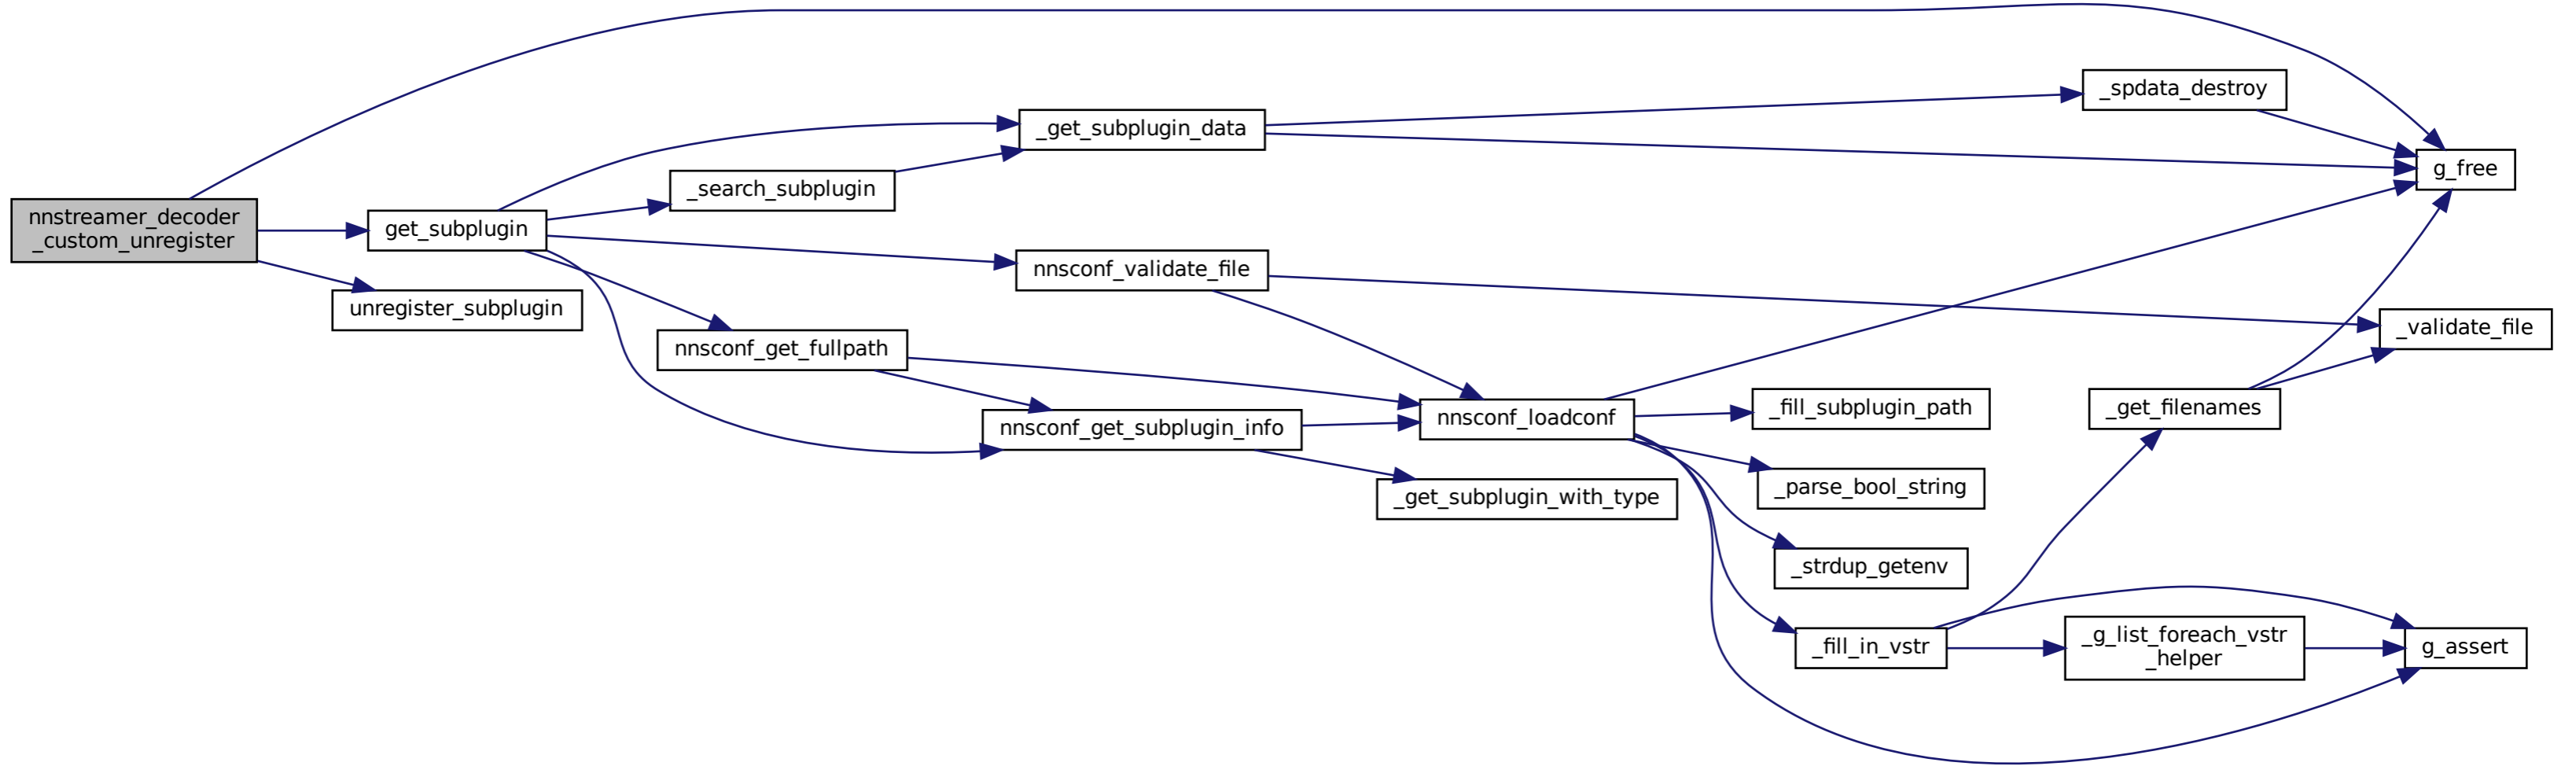 nnstreamer_decoder
_custom_unregister
get_subplugin
unregister_subplugin
_search_subplugin
nnsconf_get_fullpath
_get_subplugin_data
nnsconf_validate_file
nnsconf_get_subplugin_info
nnsconf_loadconf
_get_subplugin_with_type
_fill_subplugin_path
_parse_bool_string
_strdup_getenv
_fill_in_vstr
_spdata_destroy
_get_filenames
_g_list_foreach_vstr
_helper
g_free
_validate_file
g_assert